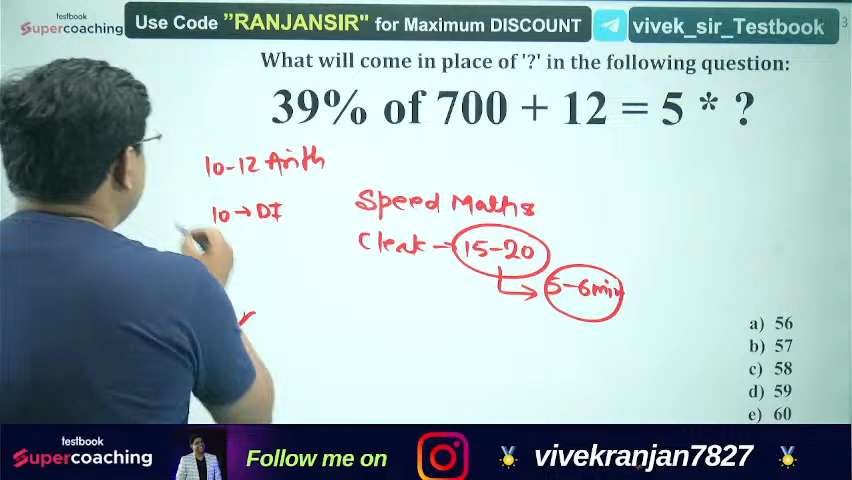 testbook
Supercoaching
Use Code "RANJANSIR" for Maximum DISCOUNT
vivek_sir_Testbook
3
What will come in place of '?' in the following question:
39% of 700 + 12 = 5 * ?
10-12 Arith
10→DI
Speed Maths
Clerk → 15-20
5-6min
a) 56
b) 57
c) 58
d) 59
e) 60
testbook
Supercoaching
Follow me on
vivekranjan7827